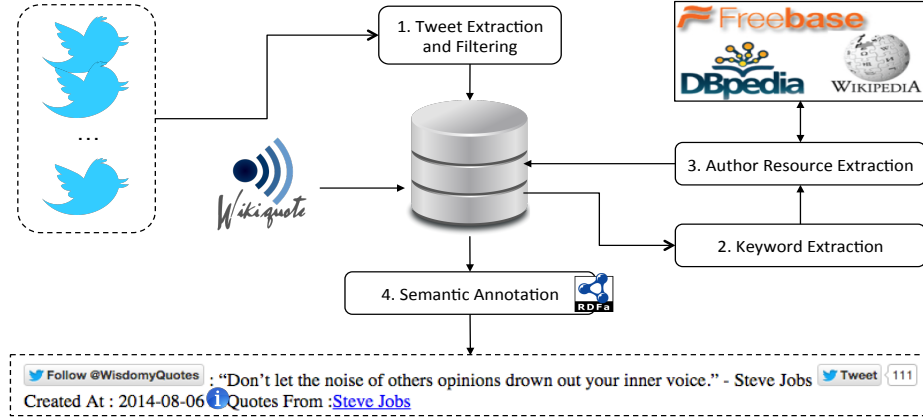 1. Tweet Extraction
and Filtering
Freebase
DBpedia
WIKIPEDIA
...
3. Author Resource Extraction
Wikiquote
2. Keyword Extraction
4. Semantic Annotation
RDFa
Follow @WisdomyQuotes : “Don’t let the noise of others opinions drown out your inner voice.” - Steve Jobs Tweet 111
Created At : 2014-08-06 i Quotes From :Steve Jobs